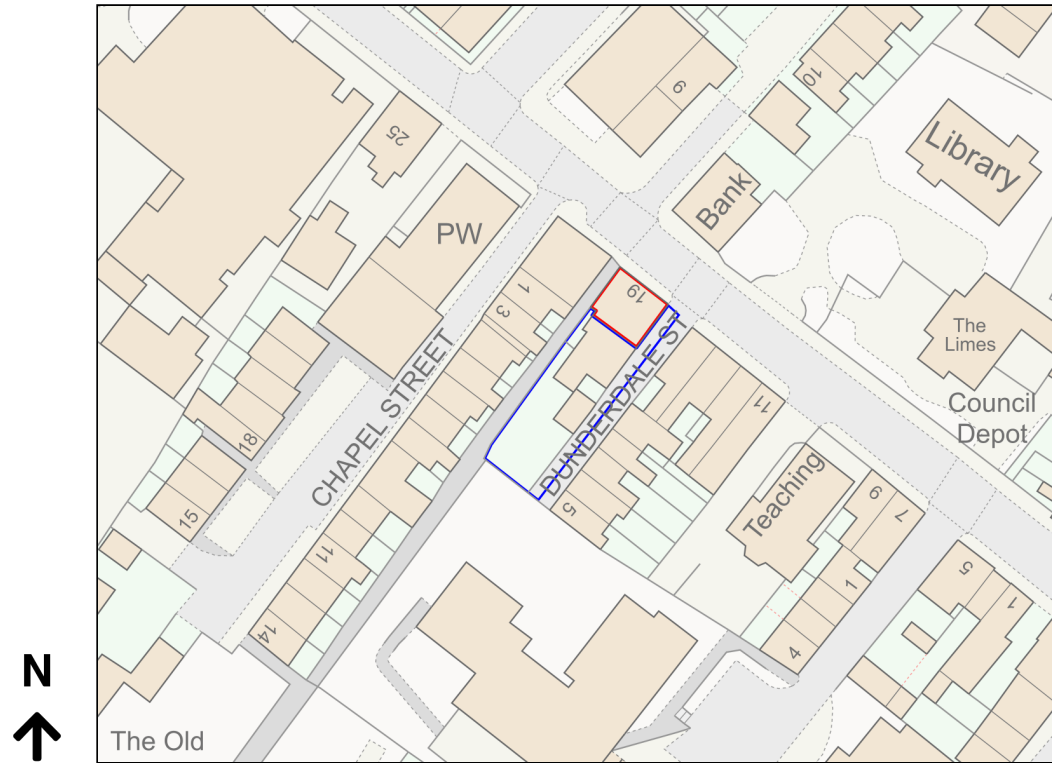 9
10
25
Library
Bank
PW
19
1
3
The
Limes
DUNDERDALE ST
CHAPEL STREET
11
Council
Depot
18
Teaching
9
7
15
5
11
1
5
1
14
4
N
The Old